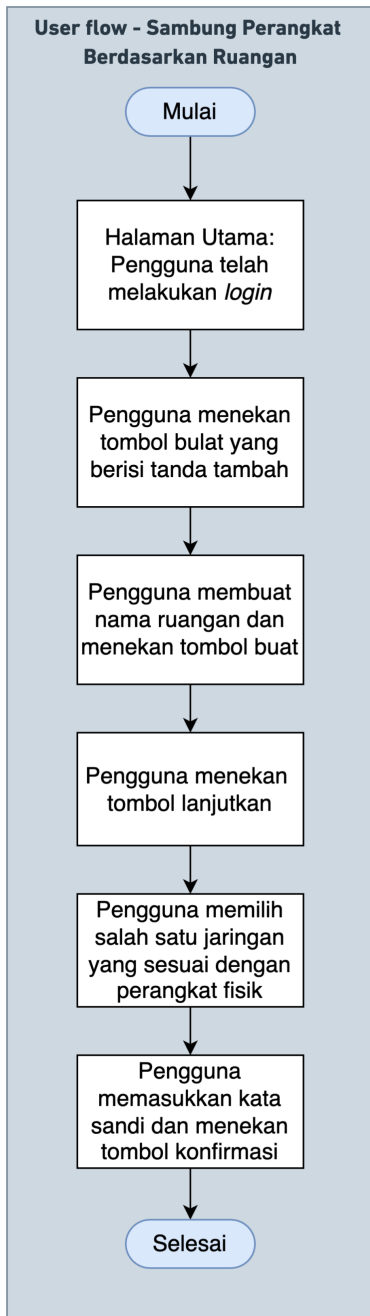 User flow - Sambung Perangkat
Berdasarkan Ruangan
Mulai
Halaman Utama:
Pengguna telah
melakukan login
Pengguna menekan
tombol bulat yang
berisi tanda tambah
Pengguna membuat
nama ruangan dan
menekan tombol buat
Pengguna menekan
tombol lanjutkan
Pengguna memilih
salah satu jaringan
yang sesuai dengan
perangkat fisik
Pengguna
memasukkan kata
sandi dan menekan
tombol konfirmasi
Selesai